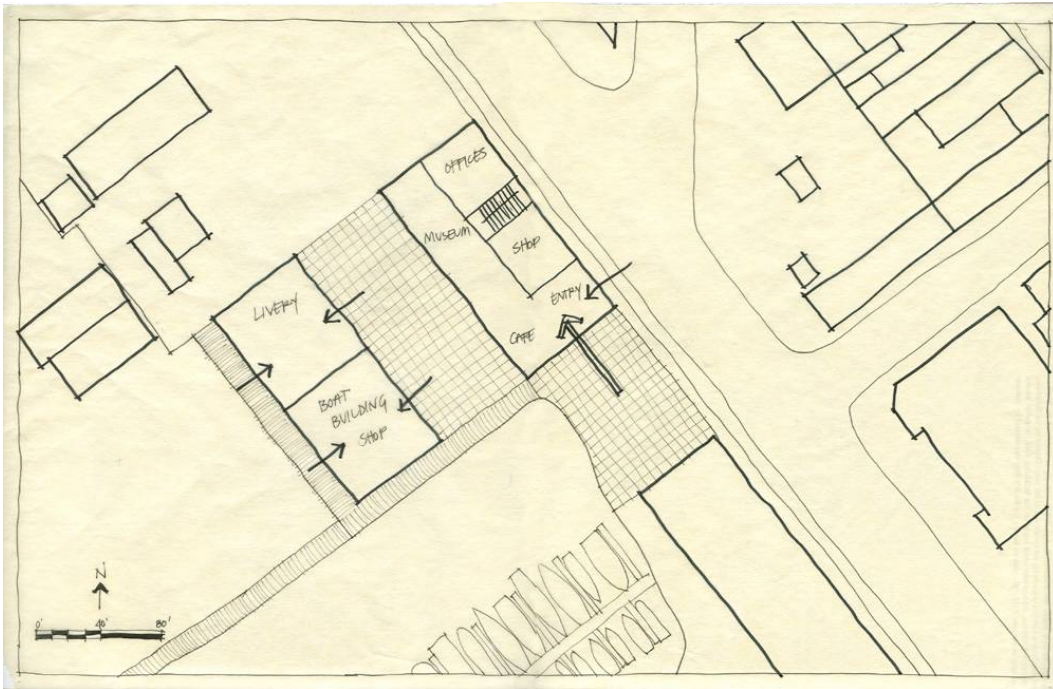 OFFICES
MUSEUM
SHOP
LIVERY
ENTRY
CAFE
BOAT
BUILDING
SHOP
N
0' 40' 80'